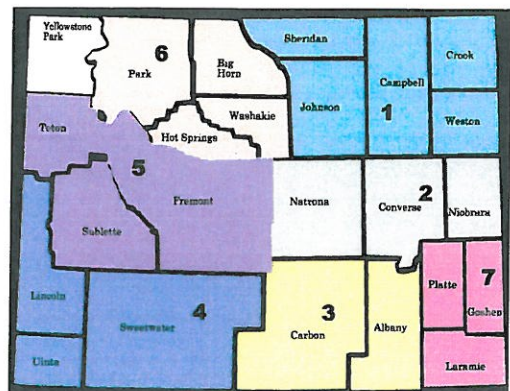 Yellowstone
Park
6
Park
Big
Horn
Sheridan
Johnson
Campbell
1
Crook
Weston
Washakie
Hot Springs
Teton
5
Fremont
Sublette
Natrona
Converse
2
Niobrara
Lincoln
Uinta
Sweetwater
4
3
Carbon
Albany
Platte
7
Goshen
Laramie